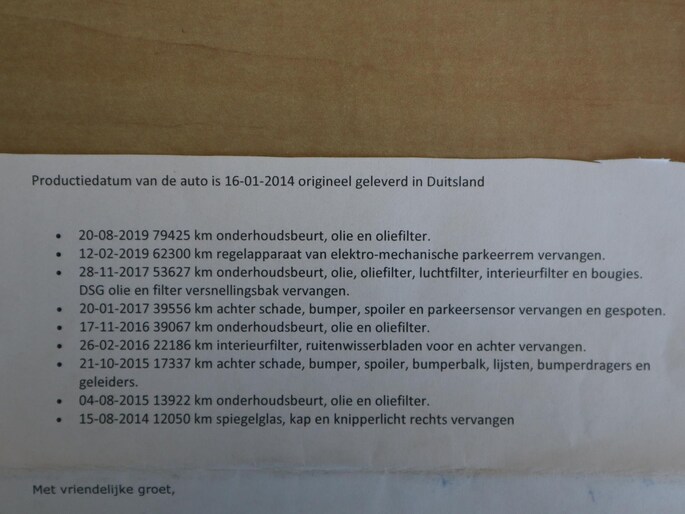 Productiedatum van de auto is 16-01-2014 origineel geleverd in Duitsland
• 20-08-2019 79425 km onderhoudsbeurt, olie en oliefilter.
• 12-02-2019 62300 km regelapparaat van elektro-mechanische parkeerrem vervangen.
• 28-11-2017 53627 km onderhoudsbeurt, olie, oliefilter, luchtfilter, interieurfilter en bougies.
DSG olie en filter versnellingsbak vervangen.
• 20-01-2017 39556 km achter schade, bumper, spoiler en parkeersensor vervangen en gespoten.
• 17-11-2016 39067 km onderhoudsbeurt, olie en oliefilter.
• 26-02-2016 22186 km interieurfilter, ruitenwisserbladen voor en achter vervangen.
• 21-10-2015 17337 km achter schade, bumper, spoiler, bumperbalk, lijsten, bumperdragers en
geleiders.
• 04-08-2015 13922 km onderhoudsbeurt, olie en oliefilter.
• 15-08-2014 12050 km spiegelglas, kap en knipperlicht rechts vervangen
Met vriendelijke groet,